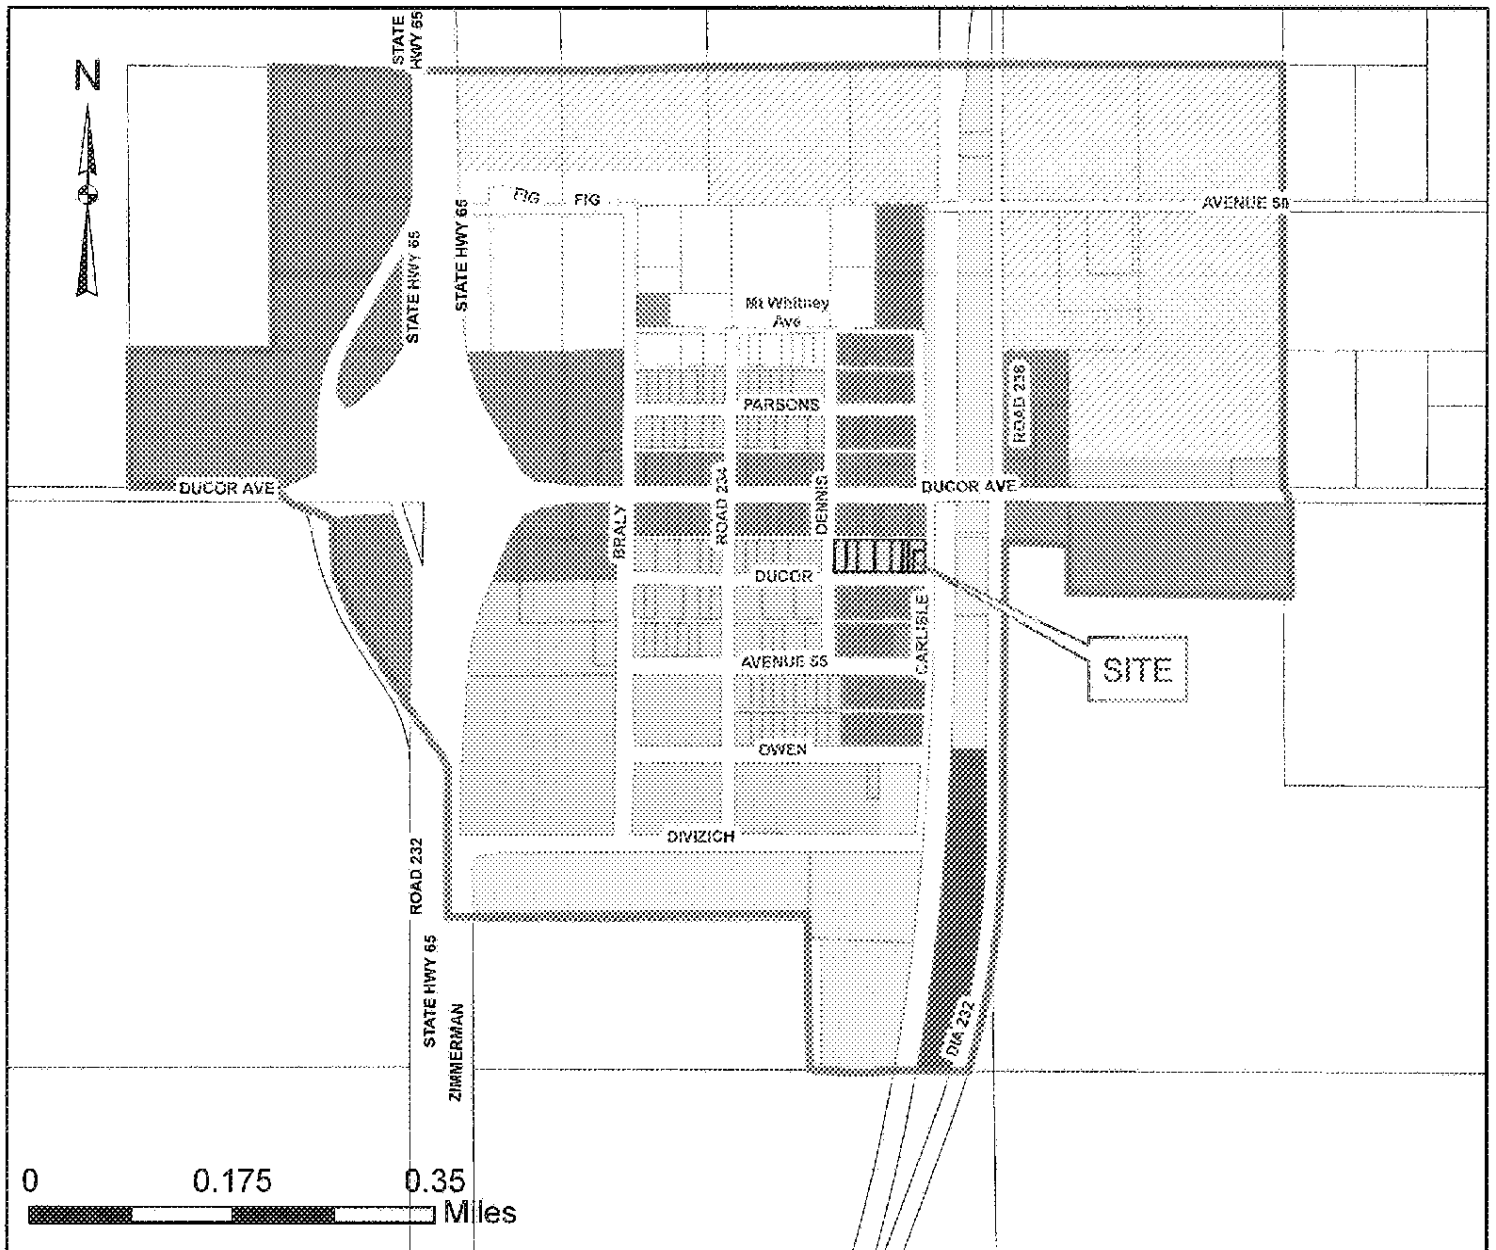 STATE
HWY 65
N
FIG
FIG
AVENUE 56
STATE HWY 65
STATE HWY 65
Mt Whitney
Ave
PARSONS
ROAD 236
DUCOR AVE
ROAD 234
DENNIS
DUCOR AVE
BRALY
DUCOR
CARLISLE
SITE
AVENUE 55
OWEN
DIVIZICH
ROAD 232
STATE HWY 65
ZIMMERMAN
DIA 232
0 0.175 0.35
Miles